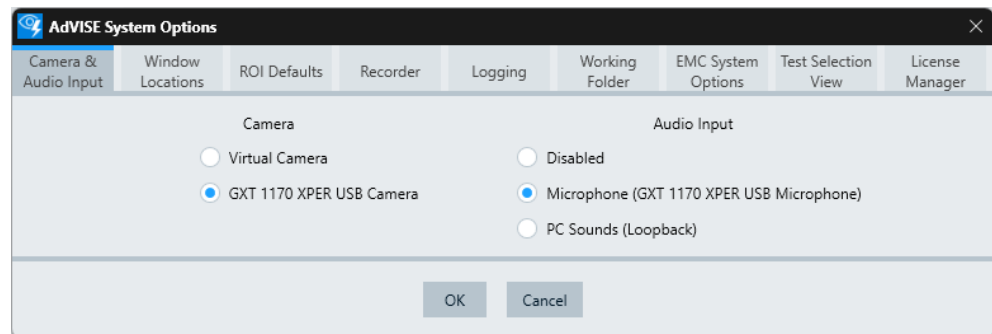 AdVISE System Options
Camera &
Audio Input
Window
Locations
ROI Defaults
Recorder
Logging
Working
Folder
EMC System
Options
Test Selection
View
License
Manager
Camera
Audio Input
Virtual Camera
Disabled
GXT 1170 XPER USB Camera
Microphone (GXT 1170 XPER USB Microphone)
PC Sounds (Loopback)
OK
Cancel